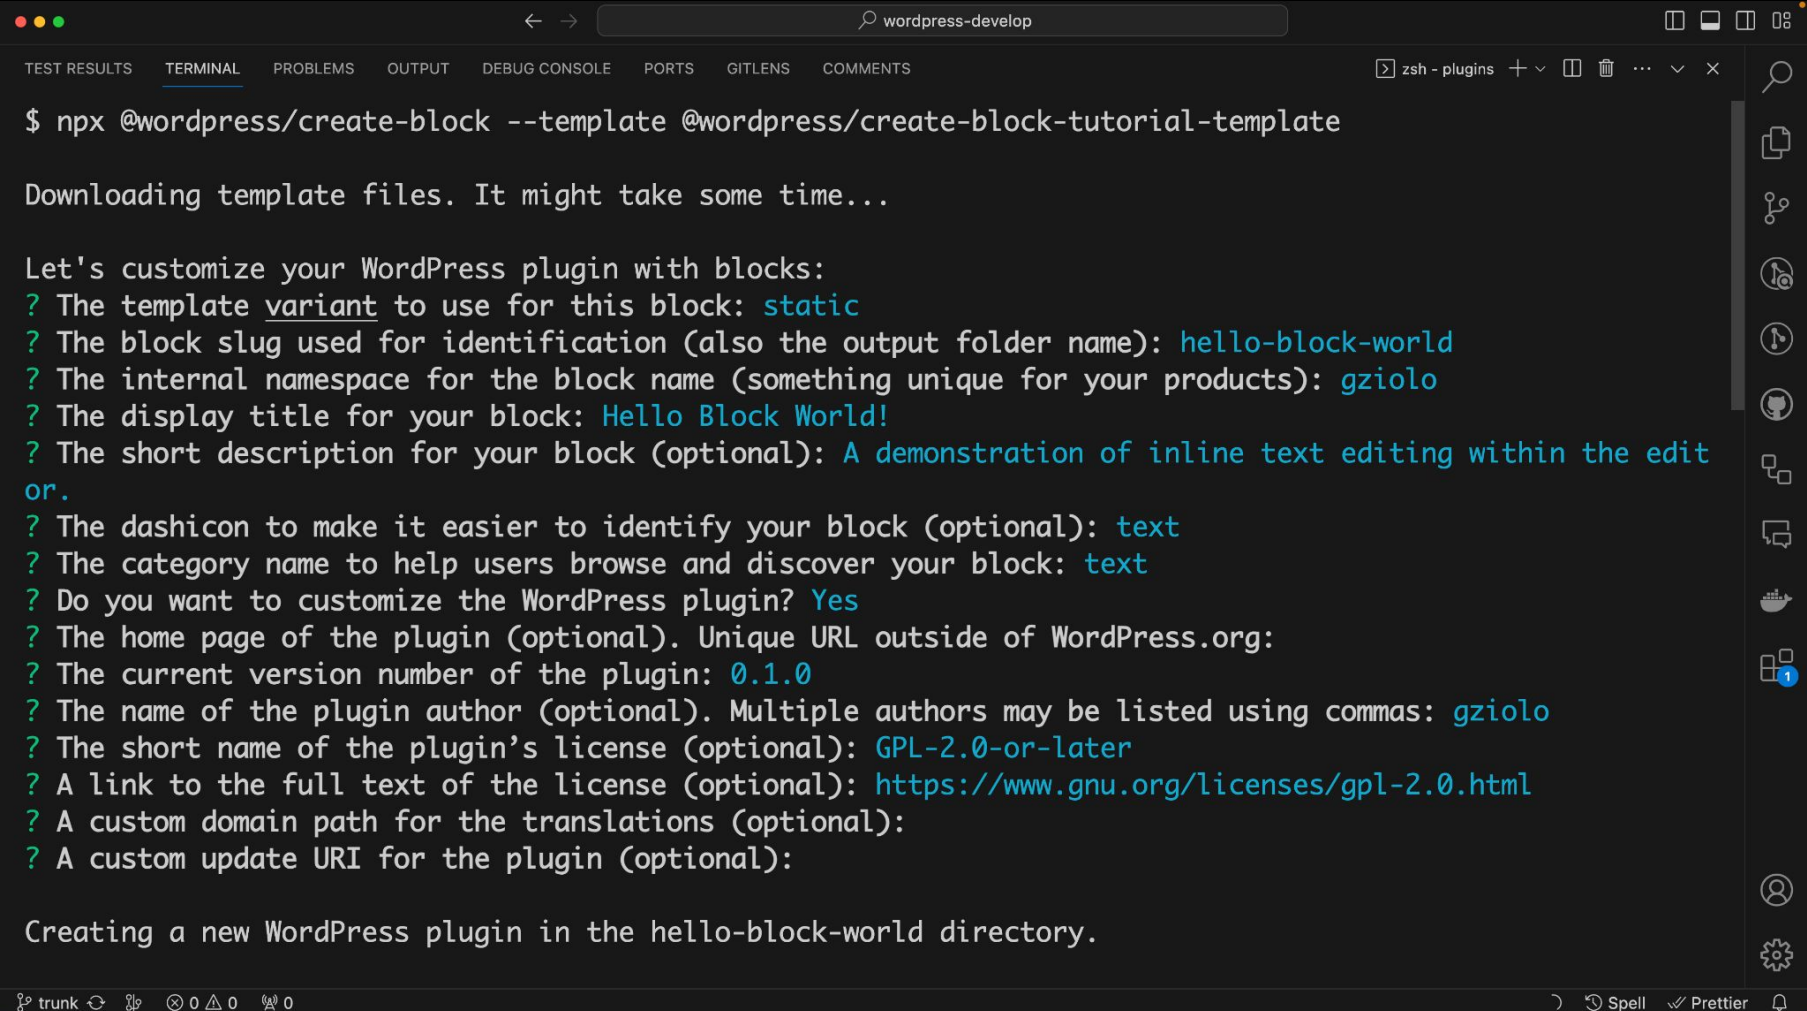 wordpress-develop
TEST RESULTS TERMINAL PROBLEMS OUTPUT DEBUG CONSOLE PORTS GITLENS COMMENTS zsh - plugins
$ npx @wordpress/create-block --template @wordpress/create-block-tutorial-template
Downloading template files. It might take some time...
Let's customize your WordPress plugin with blocks:
? The template variant to use for this block: static
? The block slug used for identification (also the output folder name): hello-block-world
? The internal namespace for the block name (something unique for your products): gziolo
? The display title for your block: Hello Block World!
? The short description for your block (optional): A demonstration of inline text editing within the edit
or.
? The dashicon to make it easier to identify your block (optional): text
? The category name to help users browse and discover your block: text
? Do you want to customize the WordPress plugin? Yes
? The home page of the plugin (optional). Unique URL outside of WordPress.org:
? The current version number of the plugin: 0.1.0
? The name of the plugin author (optional). Multiple authors may be listed using commas: gziolo
? The short name of the plugin’s license (optional): GPL-2.0-or-later
? A link to the full text of the license (optional): https://www.gnu.org/licenses/gpl-2.0.html
? A custom domain path for the translations (optional):
? A custom update URI for the plugin (optional):
1
Creating a new WordPress plugin in the hello-block-world directory.
trunk 0 0 0 Spell Prettier